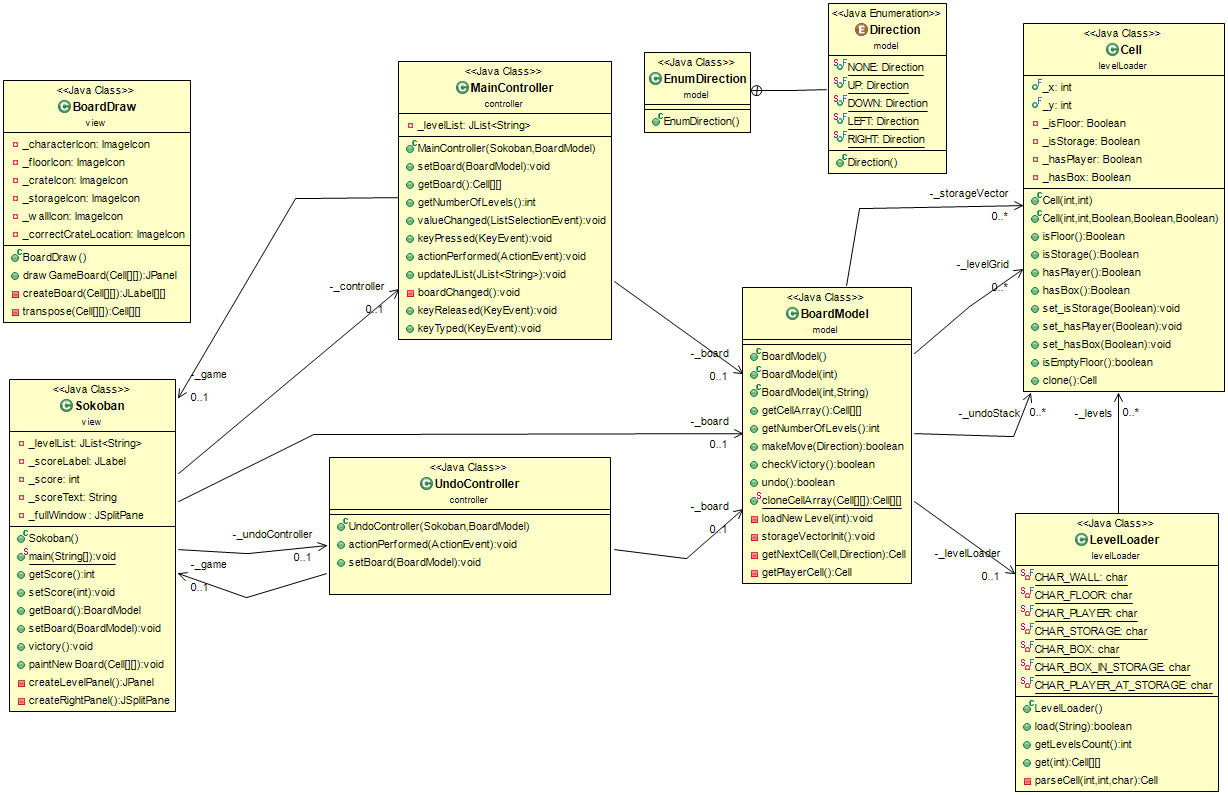 <<Java Class>>
BoardDraw
view
_characterIcon: ImageIcon
_floorIcon: ImageIcon
_crateIcon: ImageIcon
_storageIcon: ImageIcon
_wallIcon: ImageIcon
_correctCrateLocation: ImageIcon
BoardDraw()
drawGameBoard(Cell[][]):JPanel
createBoard(Cell[][]):JLabel[][]
transpose(Cell[][]):Cell[][]
<<Java Class>>
MainController
controller
_levelList: JList<String>
MainController(Sokoban,BoardModel)
setBoard(BoardModel):void
getBoard():Cell[][]
getNumberOfLevels():int
valueChanged(ListSelectionEvent):void
keyPressed(KeyEvent):void
actionPerformed(ActionEvent):void
updateJList(JList<String>):void
boardChanged():void
keyReleased(KeyEvent):void
keyTyped(KeyEvent):void
<<Java Class>>
EnumDirection
model
EnumDirection()
<<Java Enumeration>>
Direction
model
NONE: Direction
UP: Direction
DOWN: Direction
LEFT: Direction
RIGHT: Direction
Direction()
<<Java Class>>
Cell
levelLoader
_x: int
_y: int
_isFloor: Boolean
_isStorage: Boolean
_hasPlayer: Boolean
_hasBox: Boolean
Cell(int,int)
Cell(int,int,Boolean,Boolean,Boolean)
isFloor():Boolean
isStorage():Boolean
hasPlayer():Boolean
hasBox():Boolean
set_isStorage(Boolean):void
set_hasPlayer(Boolean):void
set_hasBox(Boolean):void
isEmptyFloor():boolean
clone():Cell
<<Java Class>>
Sokoban
view
_levelList: JList<String>
_scoreLabel: JLabel
_score: int
_scoreText: String
_fullWindow: JSplitPane
Sokoban()
main(String[]):void
getScore():int
setScore(int):void
getBoard():BoardModel
setBoard(BoardModel):void
victory():void
paintNewBoard(Cell[][]):void
createLevelPanel():JPanel
createRightPanel():JSplitPane
<<Java Class>>
UndoController
controller
UndoController(Sokoban,BoardModel)
actionPerformed(ActionEvent):void
setBoard(BoardModel):void
<<Java Class>>
BoardModel
model
BoardModel()
BoardModel(int)
BoardModel(int,String)
getCellArray():Cell[][]
getNumberOfLevels():int
makeMove(Direction):boolean
checkVictory():boolean
undo():boolean
cloneCellArray(Cell[][]):Cell[][]
loadNewLevel(int):void
storageVectorInit():void
getNextCell(Cell,Direction):Cell
getPlayerCell():Cell
<<Java Class>>
LevelLoader
levelLoader
CHAR_WALL: char
CHAR_FLOOR: char
CHAR_PLAYER: char
CHAR_STORAGE: char
CHAR_BOX: char
CHAR_BOX_IN_STORAGE: char
CHAR_PLAYER_AT_STORAGE: char
LevelLoader()
load(String):boolean
getLevelsCount():int
get(int):Cell[][]
parseCell(int,int,char):Cell
-_game
0..1
-_controller
0..1
-_board
0..1
-_board
0..1
-_undoController
0..1
-_game
0..1
-_board
0..1
-_storageVector
0..*
-_levelGrid
0..*
-_undoStack
0..*
-_levels
0..*
-_levelLoader
0..1